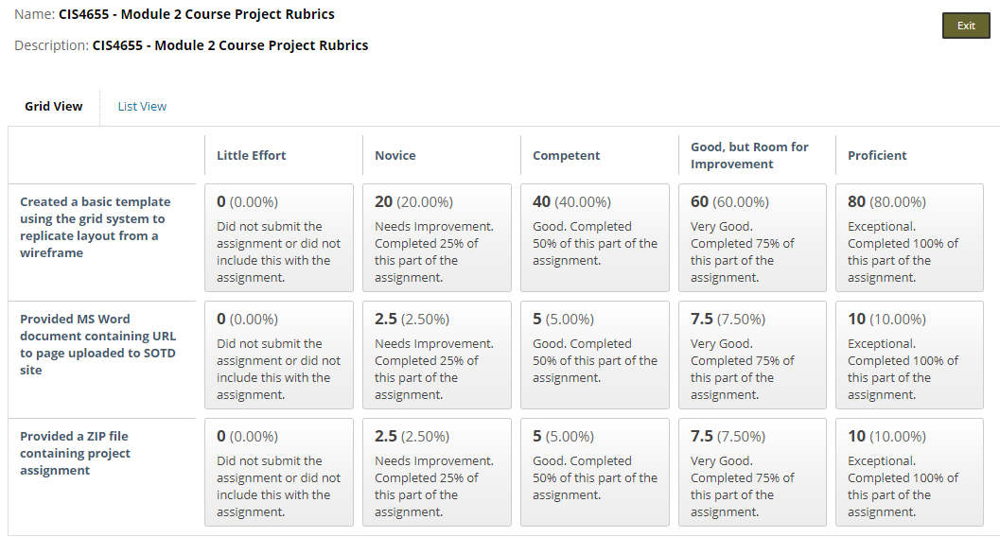 Name: CIS4655 - Module 2 Course Project Rubrics
Exit
Description: CIS4655 - Module 2 Course Project Rubrics
Grid View
List View
Little Effort
Novice
Competent
Good, but Room for
Improvement
Proficient
Created a basic template
using the grid system to
replicate layout from a
wireframe
0 (0.00%)
Did not submit the
assignment or did not
include this with the
assignment.
20 (20.00%)
Needs Improvement.
Completed 25% of
this part of the
assignment.
40 (40.00%)
Good. Completed
50% of this part of the
assignment.
60 (60.00%)
Very Good.
Completed 75% of
this part of the
assignment.
80 (80.00%)
Exceptional.
Completed 100% of
this part of the
assignment.
Provided MS Word
document containing URL
to page uploaded to SOTD
site
0 (0.00%)
Did not submit the
assignment or did not
include this with the
assignment.
2.5 (2.50%)
Needs Improvement.
Completed 25% of
this part of the
assignment.
5 (5.00%)
Good. Completed
50% of this part of the
assignment.
7.5 (7.50%)
Very Good.
Completed 75% of
this part of the
assignment.
10 (10.00%)
Exceptional.
Completed 100% of
this part of the
assignment.
Provided a ZIP file
containing project
assignment
0 (0.00%)
Did not submit the
assignment or did not
include this with the
assignment.
2.5 (2.50%)
Needs Improvement.
Completed 25% of
this part of the
assignment.
5 (5.00%)
Good. Completed
50% of this part of the
assignment.
7.5 (7.50%)
Very Good.
Completed 75% of
this part of the
assignment.
10 (10.00%)
Exceptional.
Completed 100% of
this part of the
assignment.